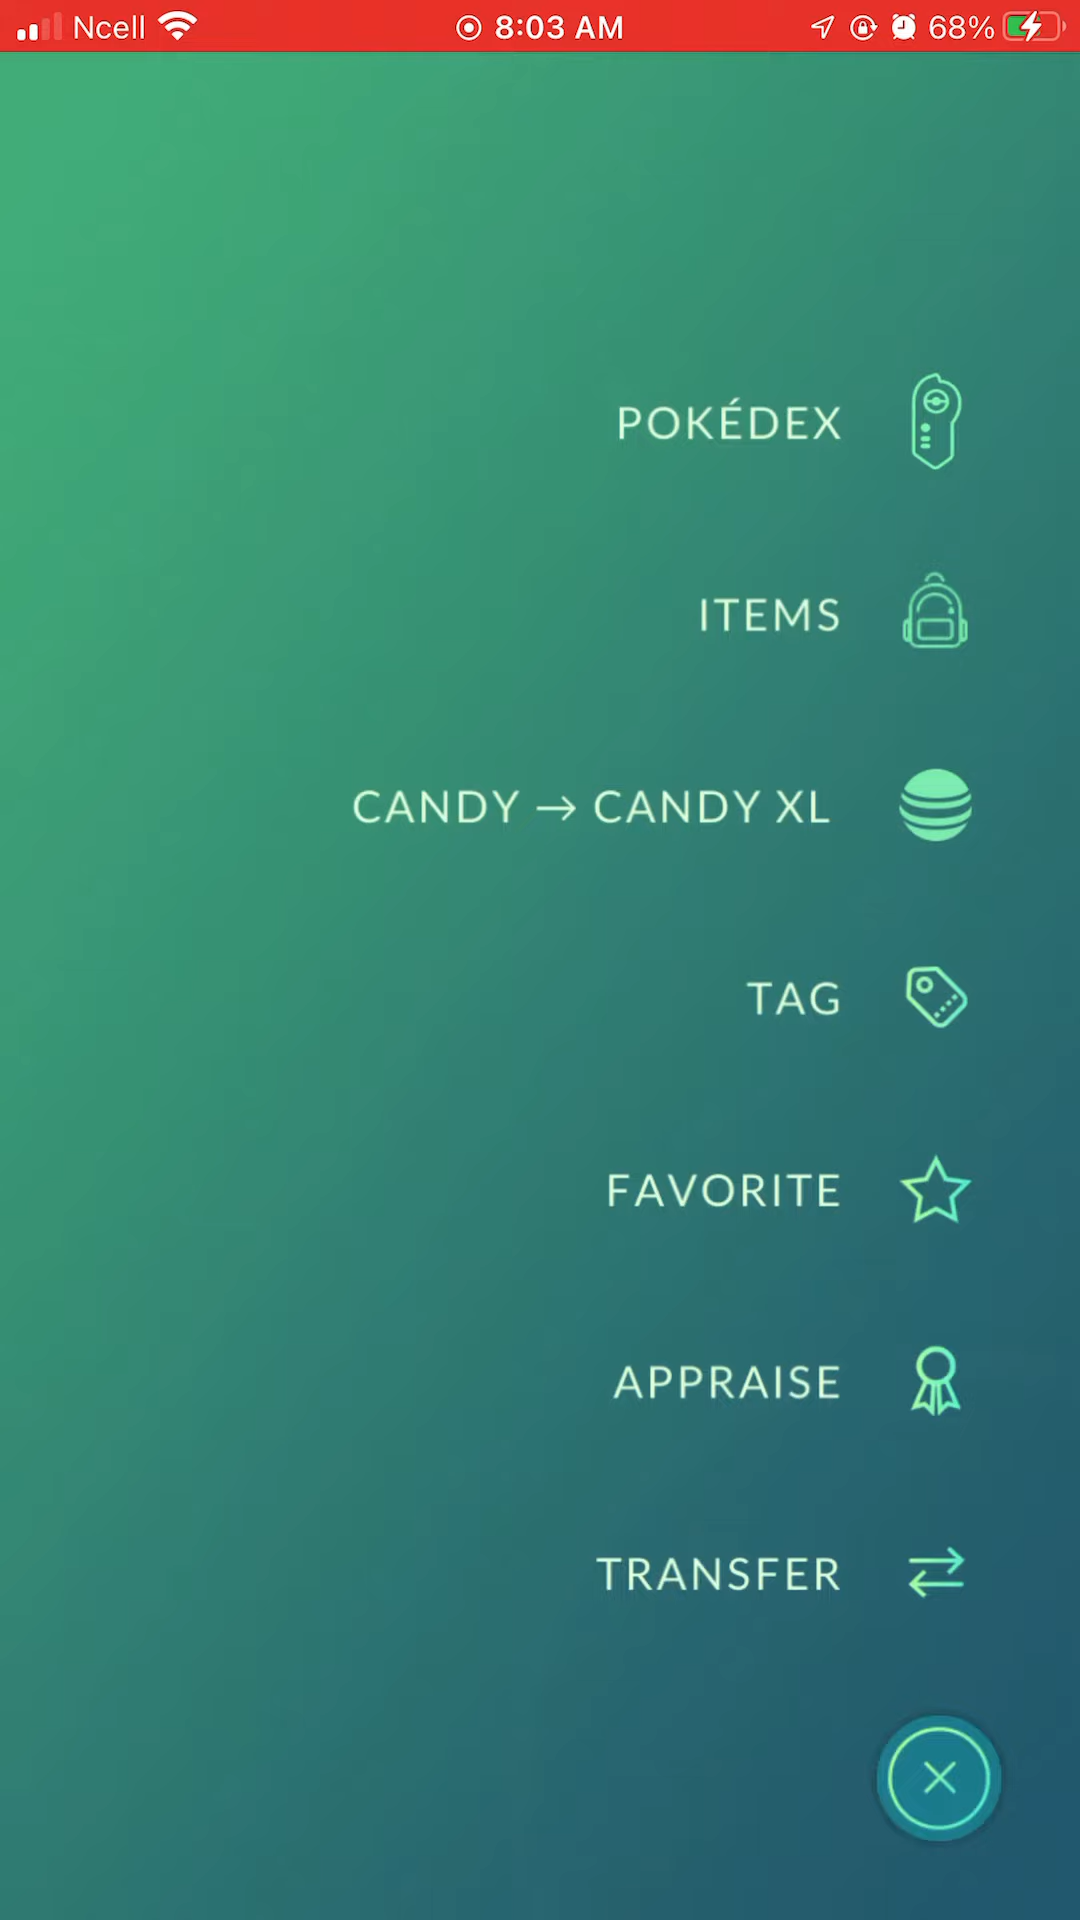 Ncell 8:03 AM 68%
POKÉDEX
ITEMS
CANDY → CANDY XL
TAG
FAVORITE
APPRAISE
TRANSFER